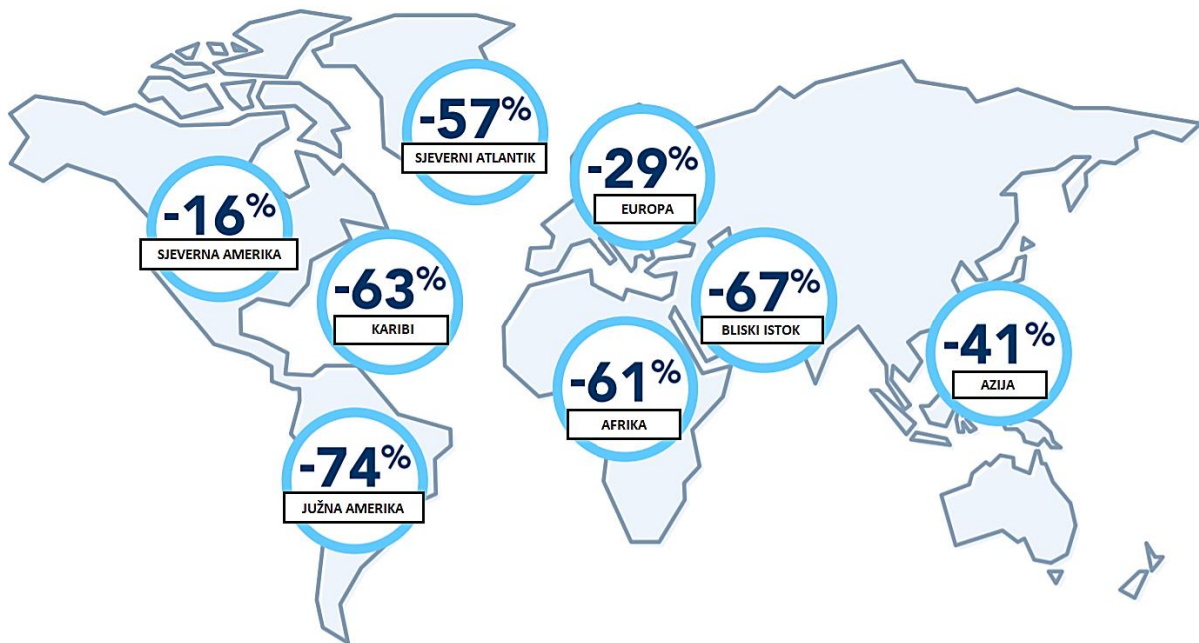 -57%
SJEVERNI ATLANTIK
-29%
EUROPA
-16%
SJEVERNA AMERIKA
-63%
KARIBI
-67%
BLISKI ISTOK
-41%
AZIJA
-61%
AFRIKA
-74%
JUŽNA AMERIKA